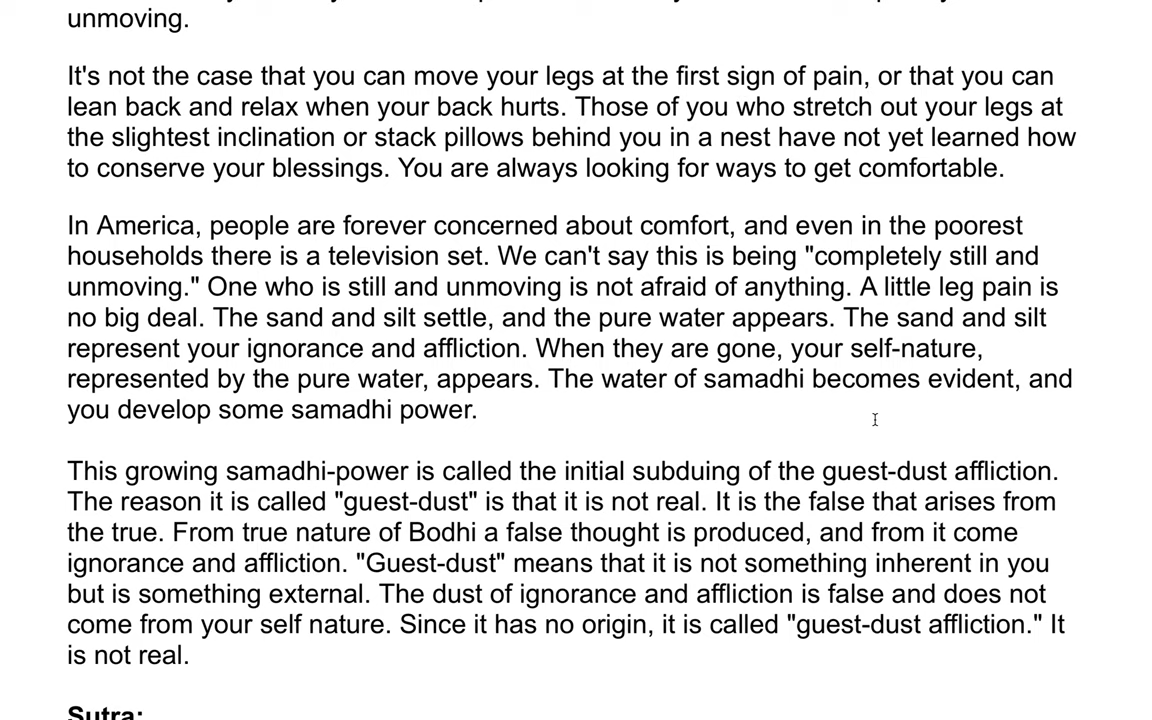 unmoving.
It's not the case that you can move your legs at the first sign of pain, or that you can
lean back and relax when your back hurts. Those of you who stretch out your legs at
the slightest inclination or stack pillows behind you in a nest have not yet learned how
to conserve your blessings. You are always looking for ways to get comfortable.
In America, people are forever concerned about comfort, and even in the poorest
households there is a television set. We can't say this is being "completely still and
unmoving." One who is still and unmoving is not afraid of anything. A little leg pain is
no big deal. The sand and silt settle, and the pure water appears. The sand and silt
represent your ignorance and affliction. When they are gone, your self-nature,
represented by the pure water, appears. The water of samadhi becomes evident, and
you develop some samadhi power.
This growing samadhi-power is called the initial subduing of the guest-dust affliction.
The reason it is called "guest-dust" is that it is not real. It is the false that arises from
the true. From true nature of Bodhi a false thought is produced, and from it come
ignorance and affliction. "Guest-dust" means that it is not something inherent in you
but is something external. The dust of ignorance and affliction is false and does not
come from your self nature. Since it has no origin, it is called "guest-dust affliction." It
is not real.
Sutra: